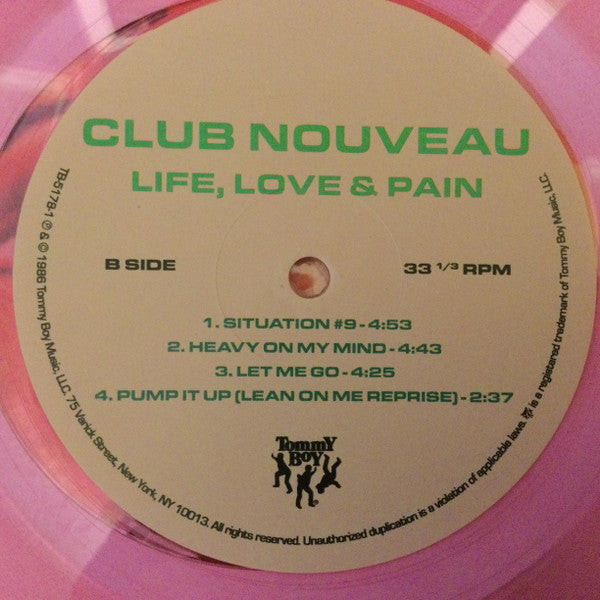 CLUB NOUVEAU
LIFE, LOVE & PAIN
B SIDE
33 1/3 RPM
1. SITUATION #9 - 4:53
2. HEAVY ON MY MIND - 4:43
3. LET ME GO - 4:25
4. PUMP IT UP (LEAN ON ME REPRISE) - 2:37
TOMMY
BOY
TB-5178-1 ℗ & © 1986 Tommy Boy Music, LLC. 75 Varick Street, New York, NY 10013. All rights reserved. Unauthorized duplication is a violation of applicable laws. is a registered trademark of Tommy Boy Music, LLC.